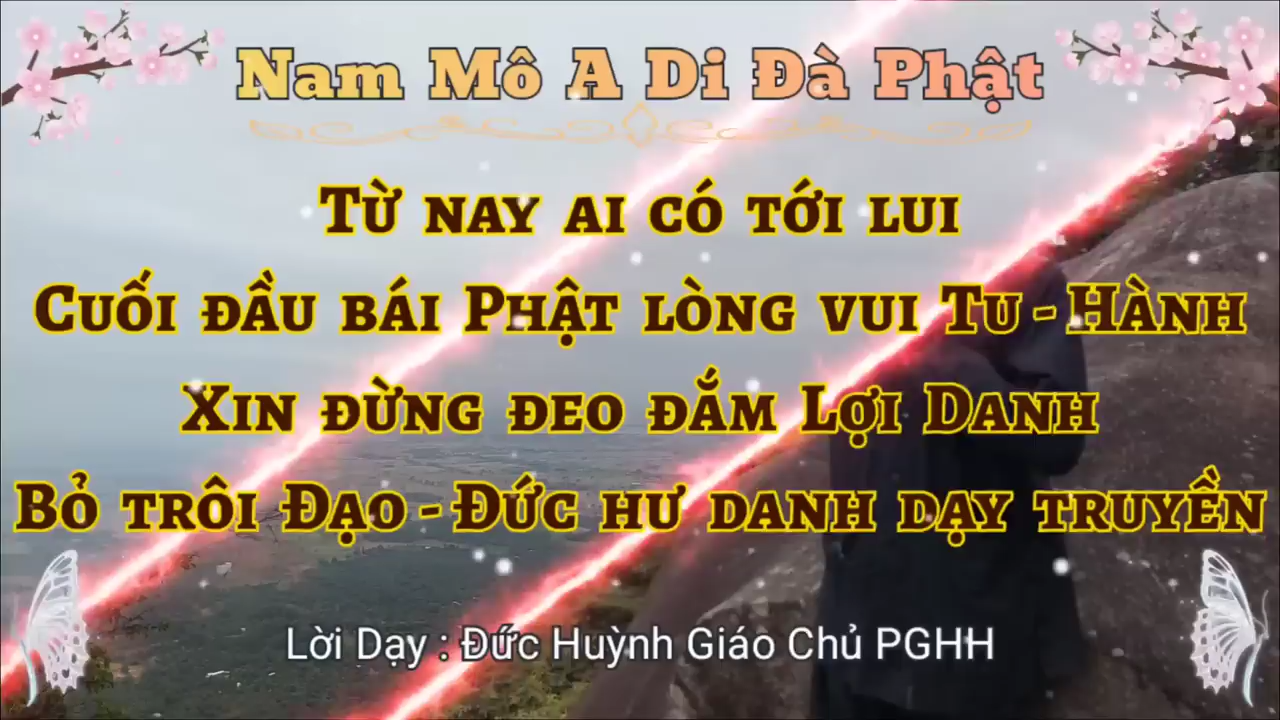 Nam Mô A Di Đà Phật
Từ nay ai có tới lui
Cuối đầu bái Phật lòng vui Tu - Hành
Xin đừng đeo đắm Lợi Danh
Bỏ trôi Đạo - Đức hư danh dạy truyền
Lời Dạy : Đức Huỳnh Giáo Chủ PGHH